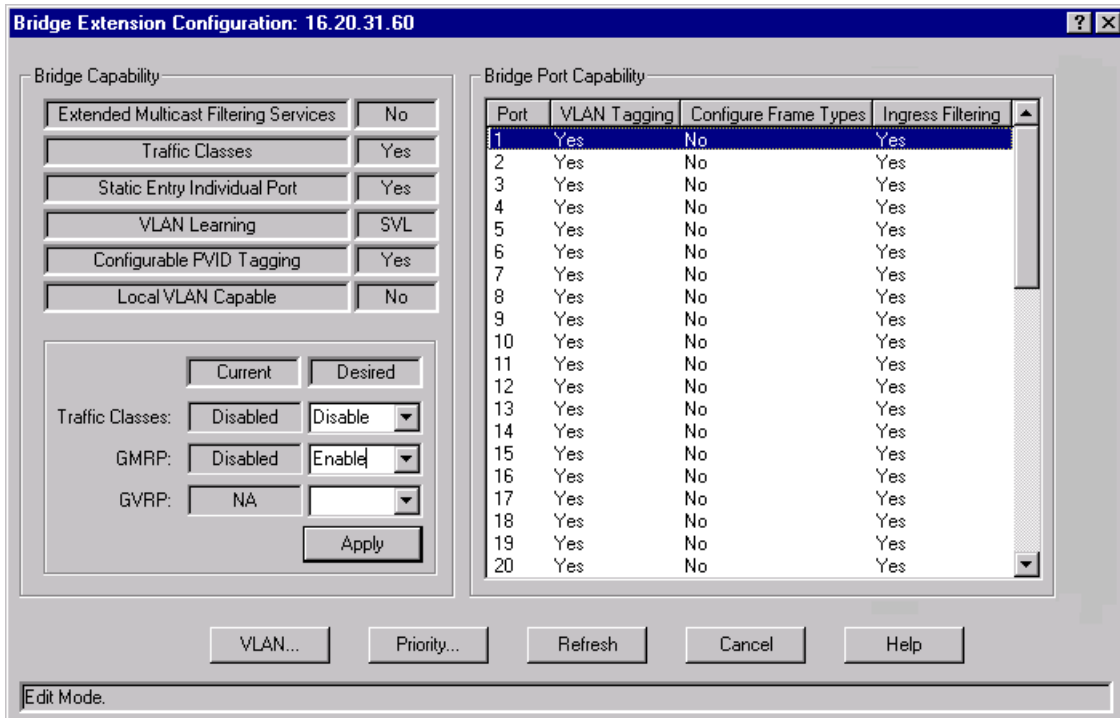 Bridge Extension Configuration: 16.20.31.60
Bridge Capability
Extended Multicast Filtering Services No
Traffic Classes Yes
Static Entry Individual Port Yes
VLAN Learning SVL
Configurable PVID Tagging Yes
Local VLAN Capable No
Current Desired
Traffic Classes: Disabled Disable
GMRP: Disabled Enable
GVRP: NA
Apply
Bridge Port Capability
Port VLAN Tagging Configure Frame Types Ingress Filtering
1 Yes No Yes
2 Yes No Yes
3 Yes No Yes
4 Yes No Yes
5 Yes No Yes
6 Yes No Yes
7 Yes No Yes
8 Yes No Yes
9 Yes No Yes
10 Yes No Yes
11 Yes No Yes
12 Yes No Yes
13 Yes No Yes
14 Yes No Yes
15 Yes No Yes
16 Yes No Yes
17 Yes No Yes
18 Yes No Yes
19 Yes No Yes
20 Yes No Yes
VLAN... Priority... Refresh Cancel Help
Edit Mode.